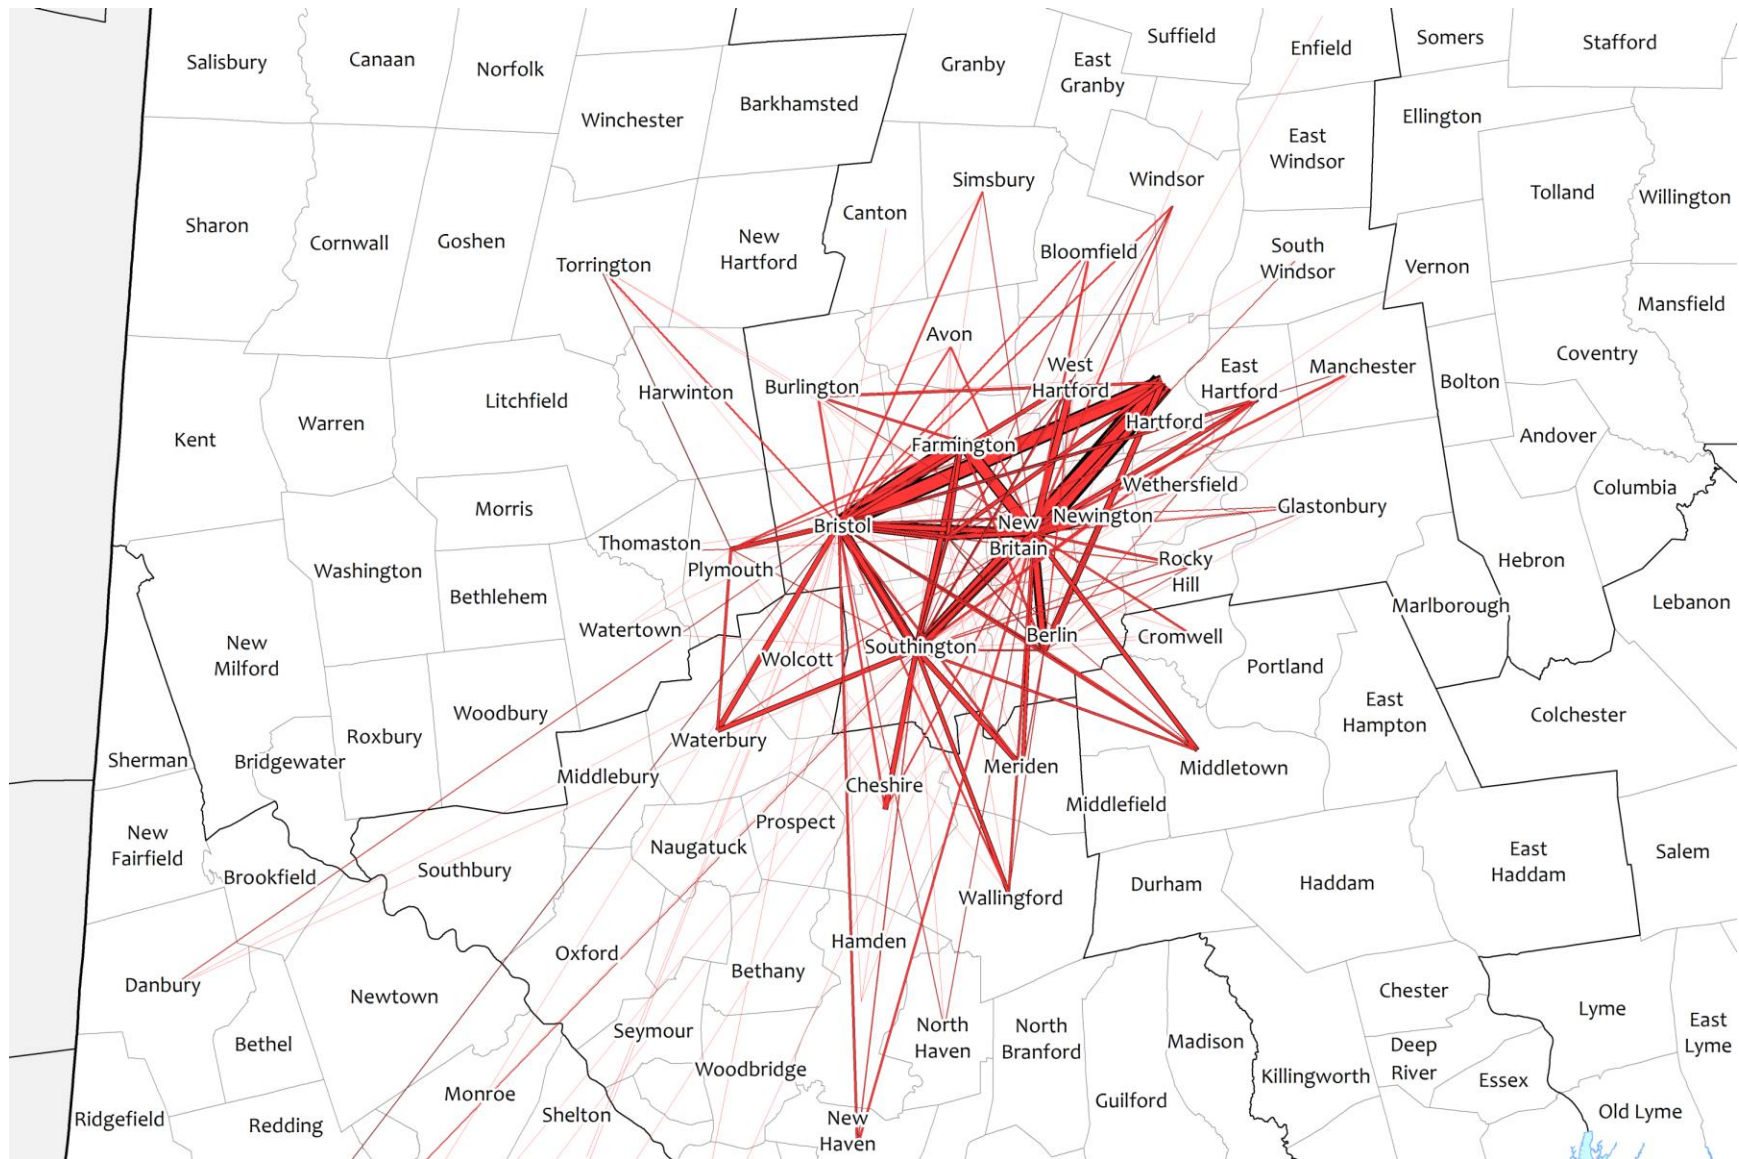 Salisbury
Canaan
Norfolk
Winchester
Barkhamsted
Granby
East
Granby
Suffield
Enfield
Somers
Stafford
Ellington
East
Windsor
Simsbury
Windsor
Tolland
Willington
Sharon
Cornwall
Goshen
Torrington
New
Hartford
Canton
Bloomfield
South
Windsor
Vernon
Mansfield
Avon
West
Hartford
East
Hartford
Manchester
Bolton
Coventry
Kent
Warren
Litchfield
Harwinton
Burlington
Hartford
Farmington
Andover
Columbia
Morris
Wethersfield
Glastonbury
Bristol
New
Britain
Newington
Thomaston
Plymouth
Rocky
Hill
Hebron
Washington
Bethlehem
Watertown
Marlborough
Lebanon
New
Milford
Wolcott
Southington
Berlin
Cromwell
Portland
East
Hampton
Colchester
Woodbury
Roxbury
Sherman
Bridgewater
Waterbury
Middlebury
Cheshire
Meriden
Middletown
Middlefield
New
Fairfield
Brookfield
Southbury
Naugatuck
Prospect
Wallingford
Durham
Haddam
East
Haddam
Salem
Danbury
Newtown
Oxford
Bethany
Hamden
Bethel
Seymour
Woodbridge
North
Haven
North
Branford
Madison
Chester
Deep
River
Lyme
East
Lyme
Killingworth
Essex
Old Lyme
Ridgefield
Redding
Monroe
Shelton
New
Haven
Guilford